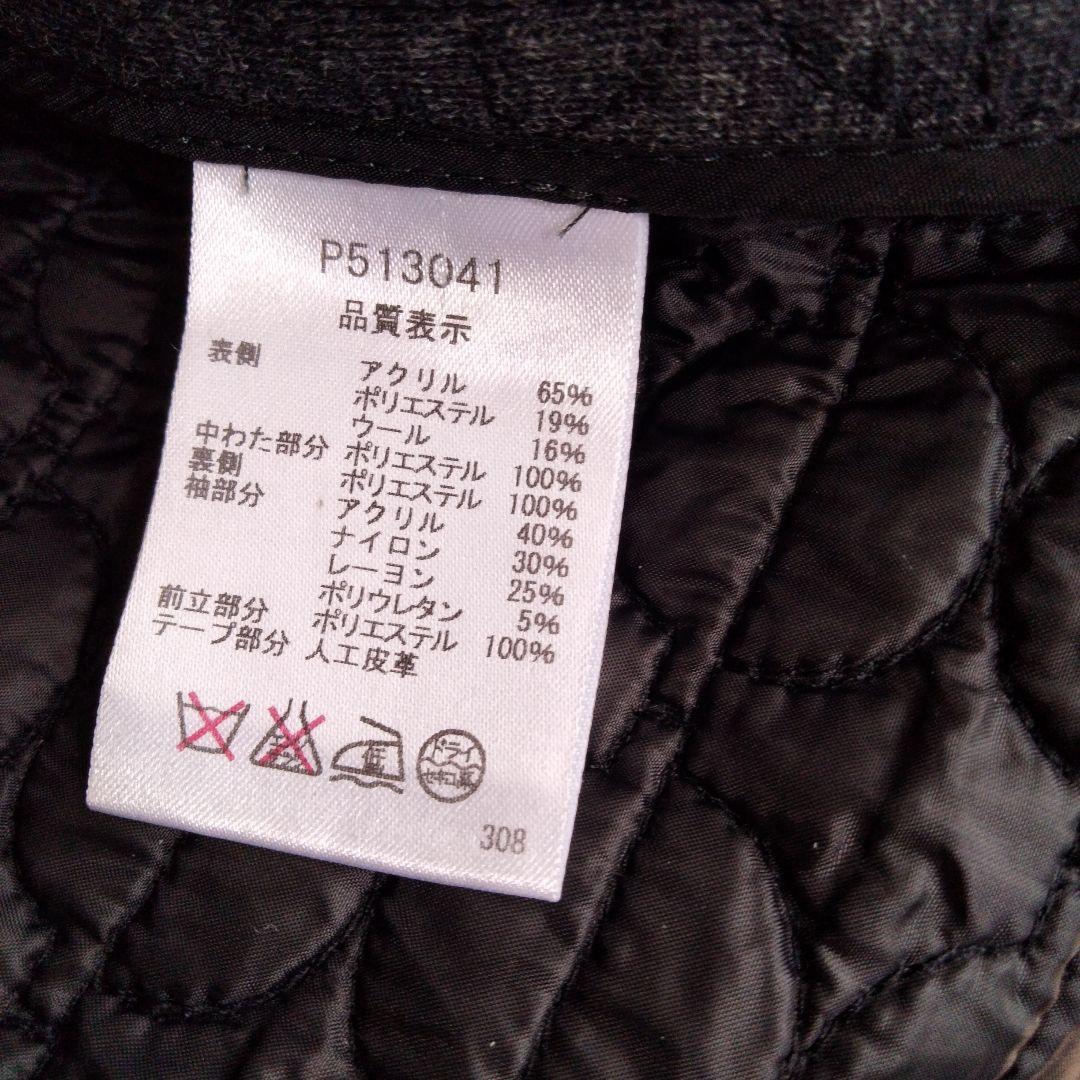 P513041
品質表示
表側 アクリル 65%
ポリエステル 19%
ウール 16%
中わた部分 ポリエステル 100%
裏側 ポリエステル 100%
袖部分 アクリル 40%
ナイロン 30%
レーヨン 25%
ポリウレタン 5%
前立部分 ポリエステル 100%
テープ部分 人工皮革
低 ドライ
セキユ系
308